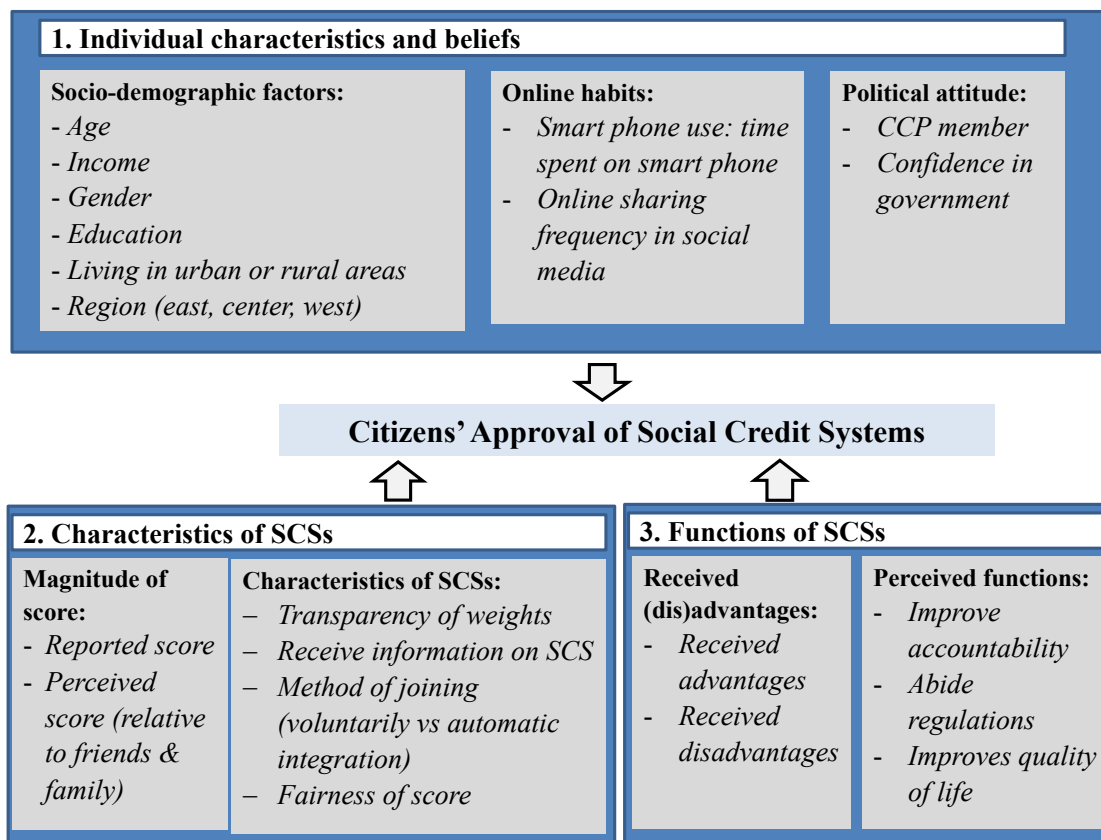 1. Individual characteristics and beliefs
Socio-demographic factors:
- Age
- Income
- Gender
- Education
- Living in urban or rural areas
- Region (east, center, west)
Online habits:
- Smart phone use: time
spent on smart phone
- Online sharing
frequency in social
media
Political attitude:
- CCP member
- Confidence in
government
Citizens’ Approval of Social Credit Systems
2. Characteristics of SCSs
Magnitude of
score:
- Reported score
- Perceived
score (relative
to friends &
family)
Characteristics of SCSs:
– Transparency of weights
– Receive information on SCS
– Method of joining
(voluntarily vs automatic
integration)
– Fairness of score
3. Functions of SCSs
Received
(dis)advantages:
- Received
advantages
- Received
disadvantages
Perceived functions:
- Improve
accountability
- Abide
regulations
- Improves quality
of life